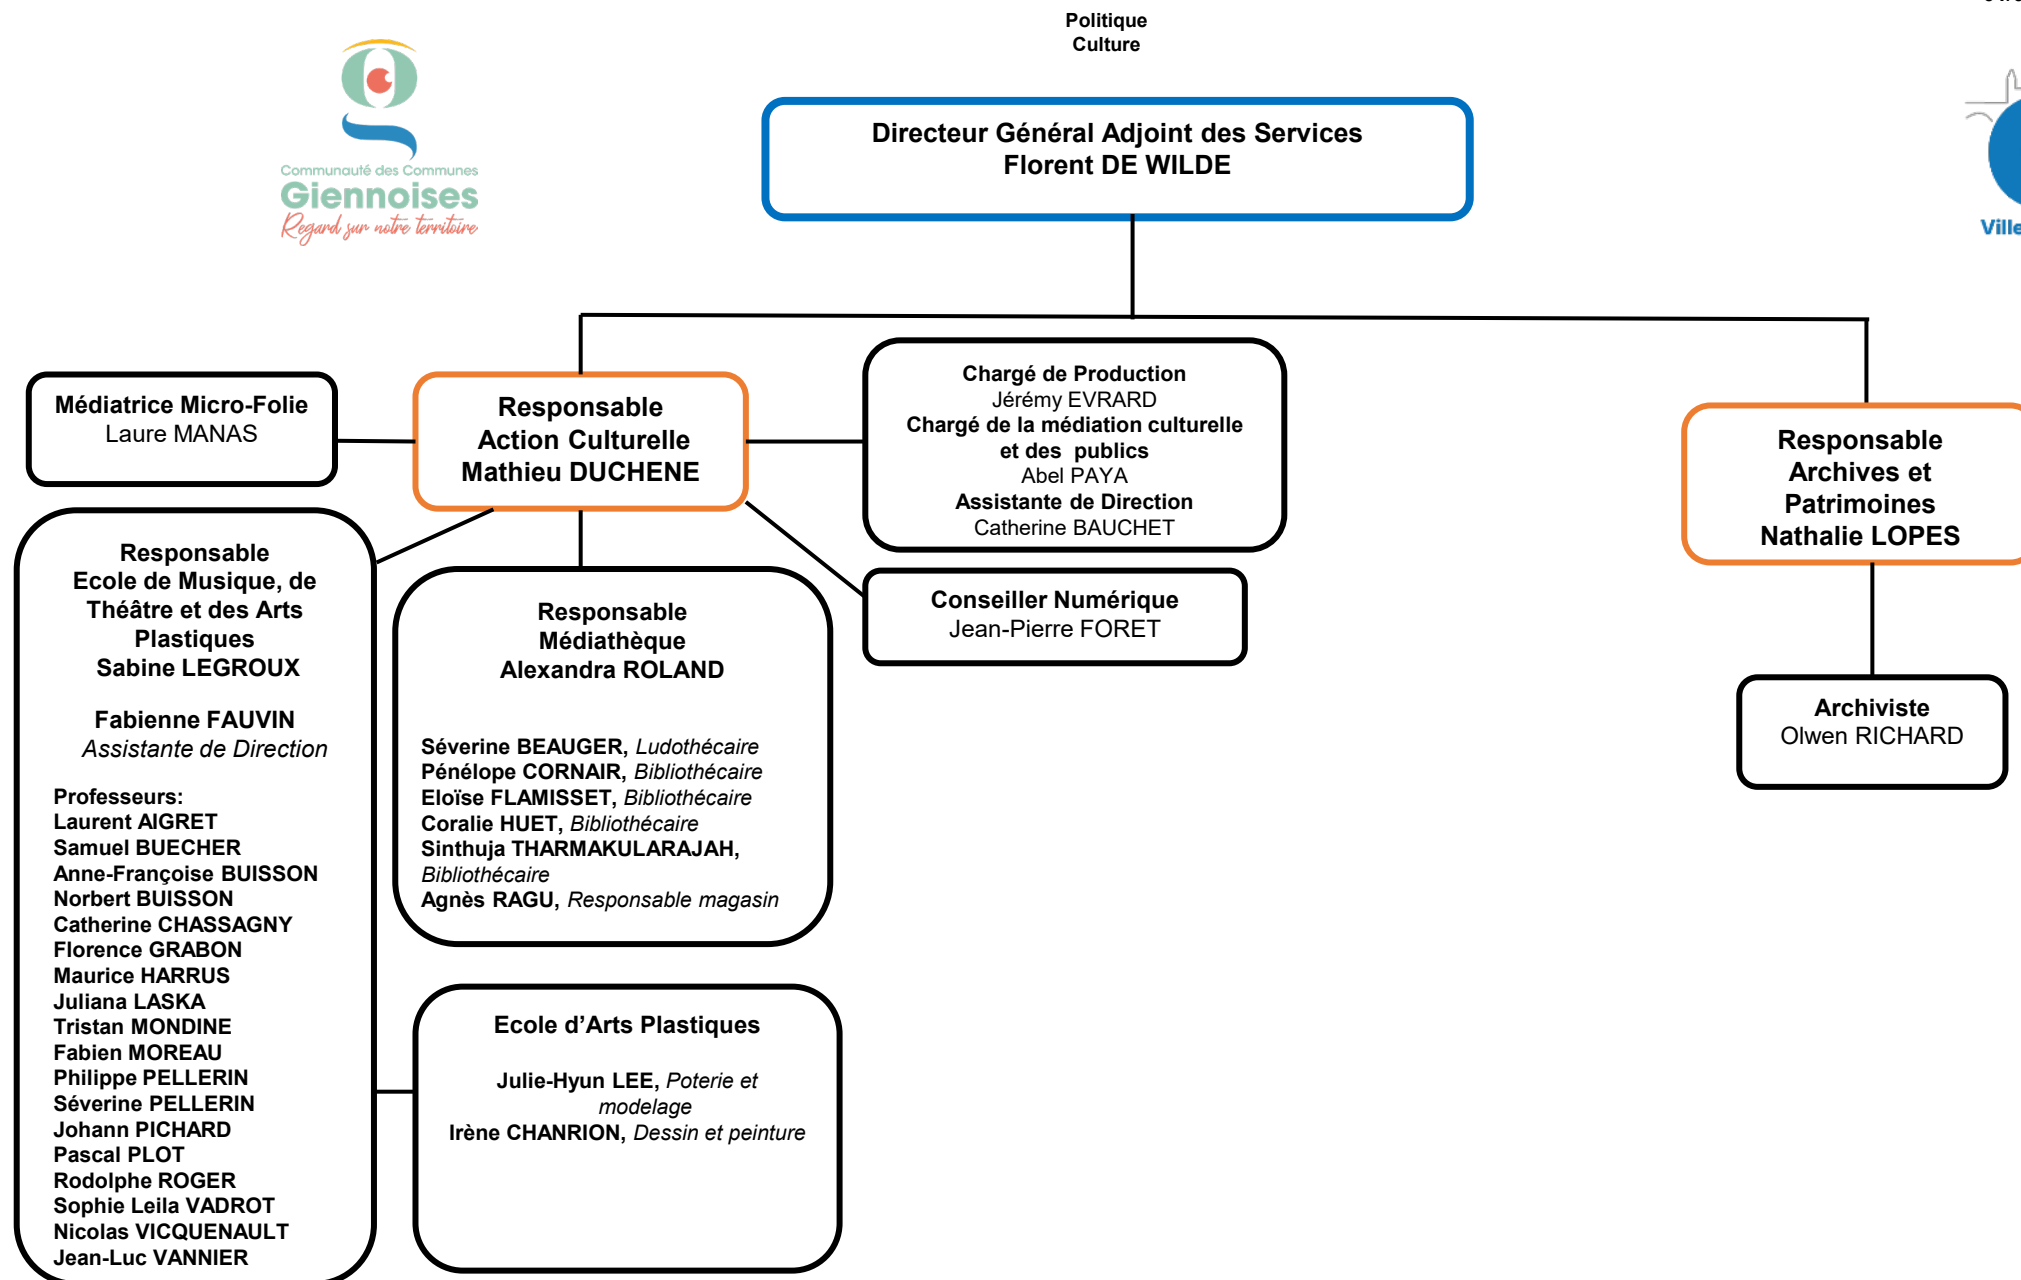 Politique
Culture
Communauté des Communes
Giennoises
Regard sur notre territoire
Directeur Général Adjoint des Services
Florent DE WILDE
Ville
Médiatrice Micro-Folie
Laure MANAS
Responsable
Action Culturelle
Mathieu DUCHENE
Chargé de Production
Jérémy EVRARD
Chargé de la médiation culturelle
et des publics
Abel PAYA
Assistante de Direction
Catherine BAUCHET
Responsable
Archives et
Patrimoines
Nathalie LOPES
Responsable
Ecole de Musique, de
Théâtre et des Arts
Plastiques
Sabine LEGROUX
Fabienne FAUVIN
Assistante de Direction
Professeurs:
Laurent AIGRET
Samuel BUECHER
Anne-Françoise BUISSON
Norbert BUISSON
Catherine CHASSAGNY
Florence GRABON
Maurice HARRUS
Juliana LASKA
Tristan MONDINE
Fabien MOREAU
Philippe PELLERIN
Séverine PELLERIN
Johann PICHARD
Pascal PLOT
Rodolphe ROGER
Sophie Leila VADROT
Nicolas VICQUENAULT
Jean-Luc VANNIER
Responsable
Médiathèque
Alexandra ROLAND
Séverine BEAUGER, Ludothécaire
Pénélope CORNAIR, Bibliothécaire
Eloïse FLAMISSET, Bibliothécaire
Coralie HUET, Bibliothécaire
Sinthuja THARMAKULARAJAH,
Bibliothécaire
Agnès RAGU, Responsable magasin
Conseiller Numérique
Jean-Pierre FORET
Archiviste
Olwen RICHARD
Ecole d’Arts Plastiques
Julie-Hyun LEE, Poterie et
modelage
Irène CHANRION, Dessin et peinture